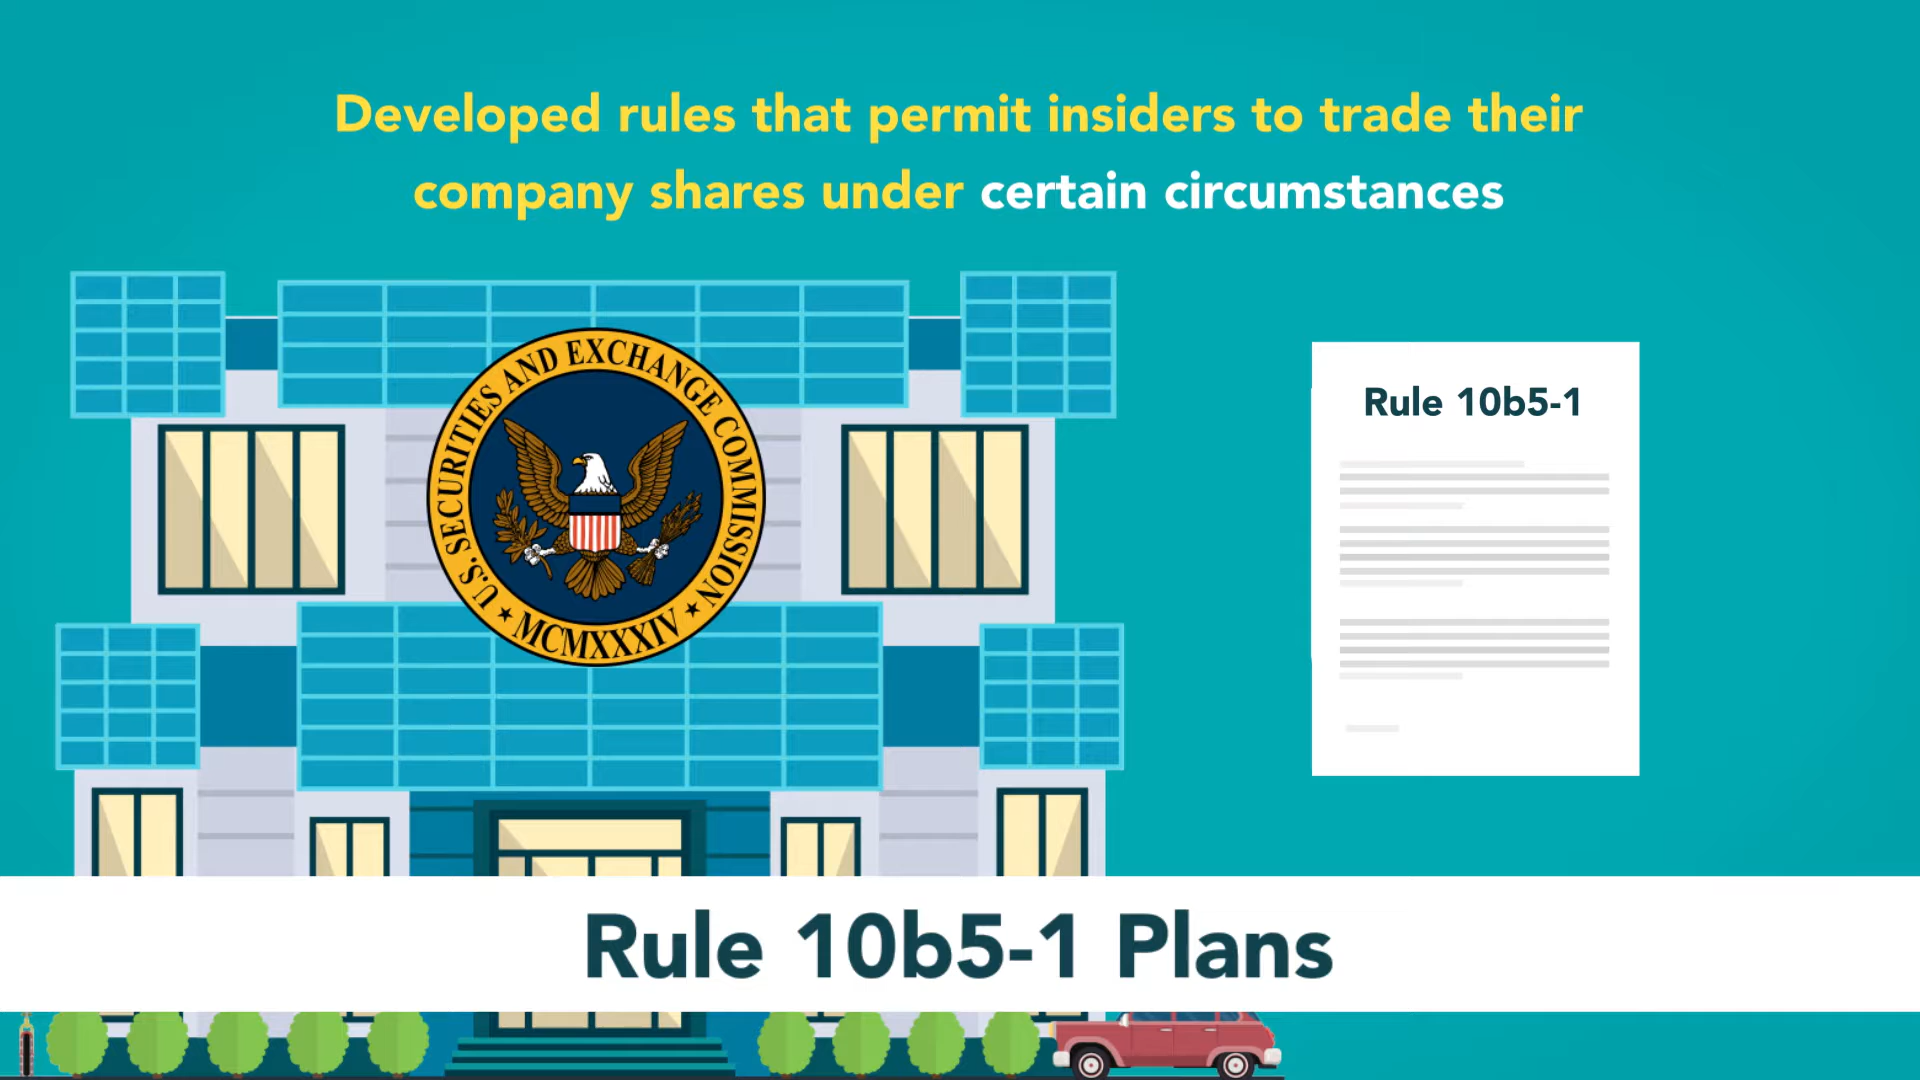 Developed rules that permit insiders to trade their
company shares under certain circumstances
U.S. SECURITIES AND EXCHANGE COMMISSION
MCMXXXIV
Rule 10b5-1
Rule 10b5-1 Plans